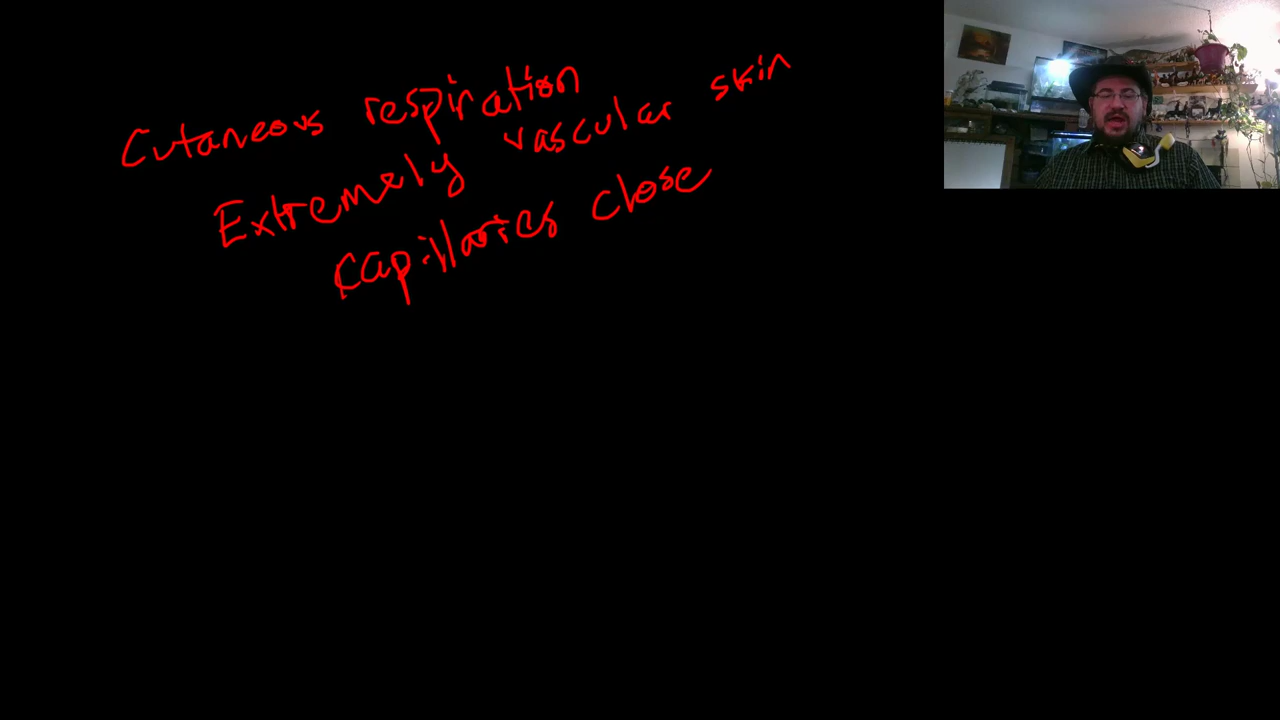 Cutaneous respiration
Extremely vascular skin
Capillaries close